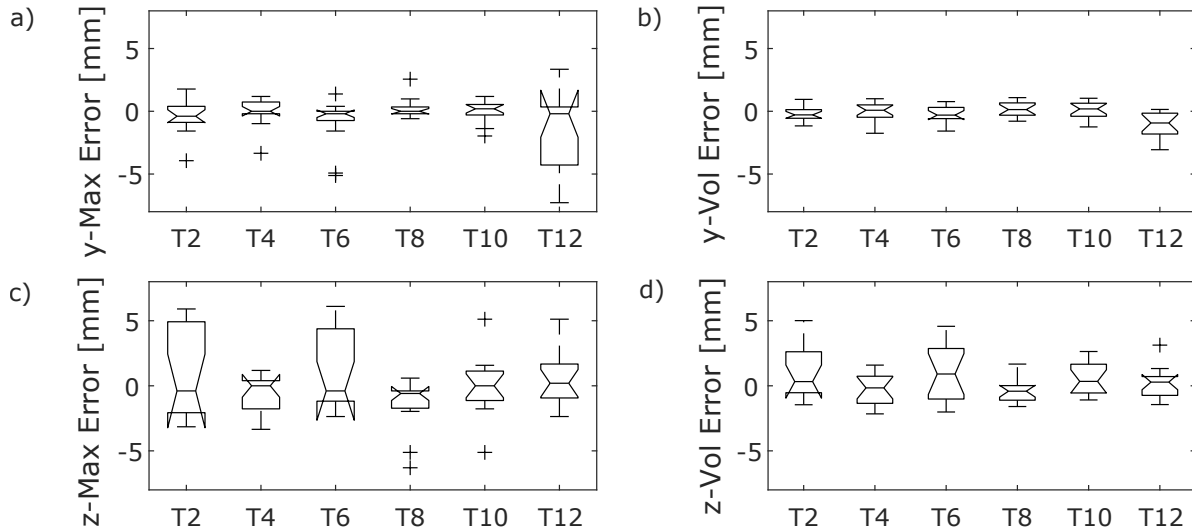 a)
y-Max Error [mm]
5
0
-5
T2 T4 T6 T8 T10 T12
b)
y-Vol Error [mm]
5
0
-5
T2 T4 T6 T8 T10 T12
c)
z-Max Error [mm]
5
0
-5
T2 T4 T6 T8 T10 T12
d)
z-Vol Error [mm]
5
0
-5
T2 T4 T6 T8 T10 T12